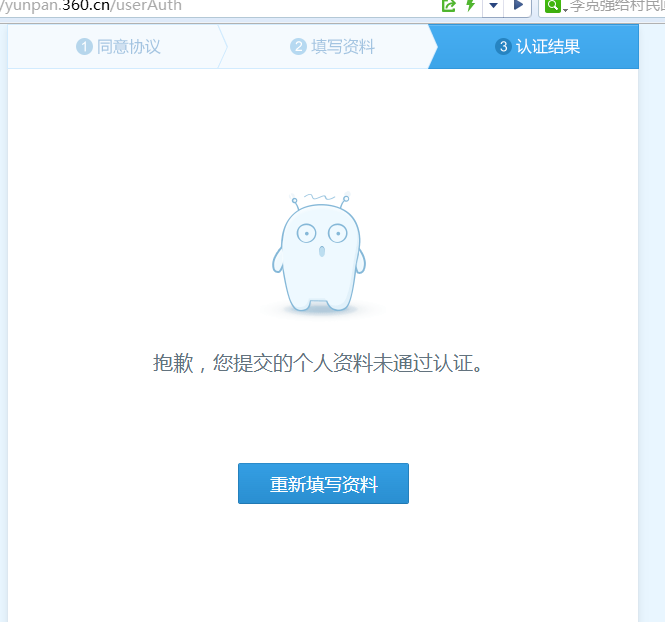 /yunpan.360.cn/userAuth
李克强给村民回
1 同意协议
2 填写资料
3 认证结果
抱歉，您提交的个人资料未通过认证。
重新填写资料